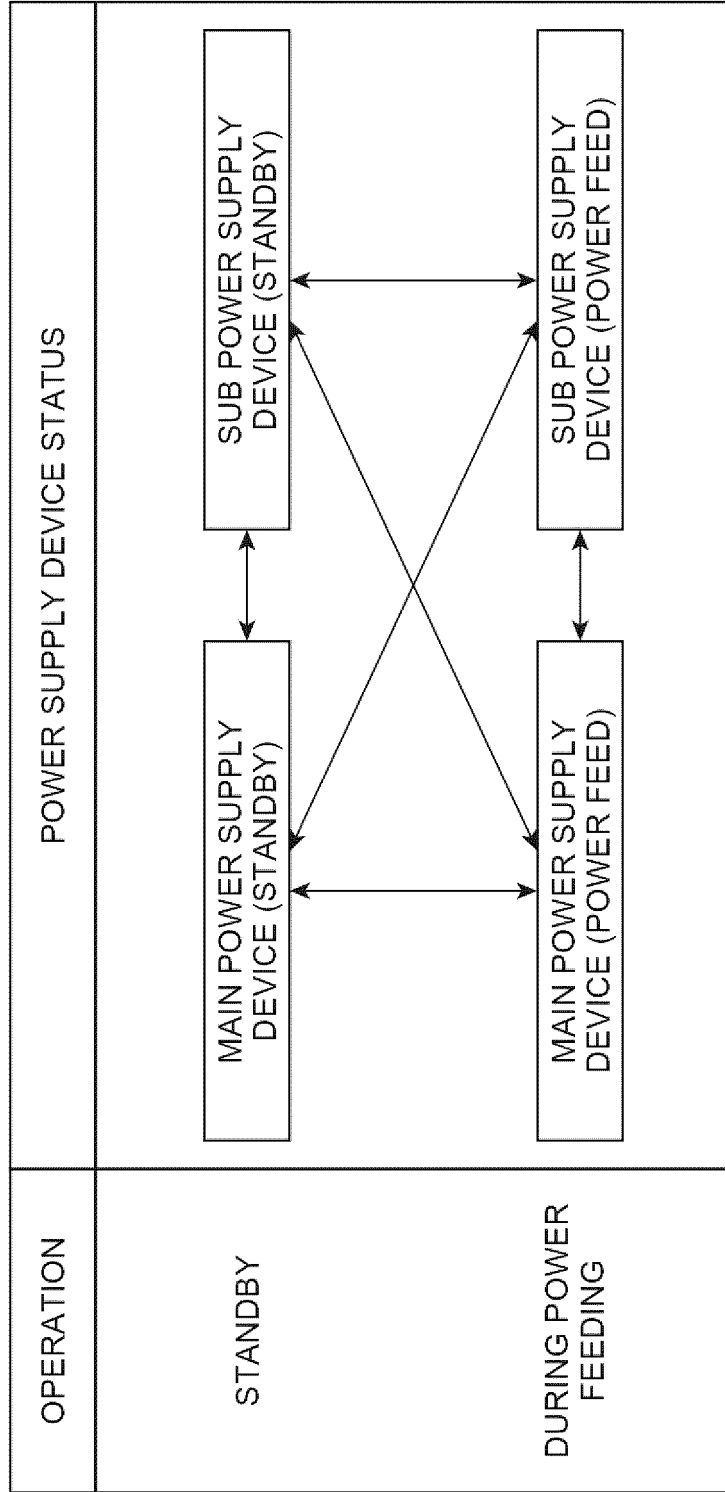 OPERATION
POWER SUPPLY DEVICE STATUS
STANDBY
MAIN POWER SUPPLY
DEVICE (STANDBY)
SUB POWER SUPPLY
DEVICE (STANDBY)
DURING POWER
FEEDING
MAIN POWER SUPPLY
DEVICE (POWER FEED)
SUB POWER SUPPLY
DEVICE (POWER FEED)